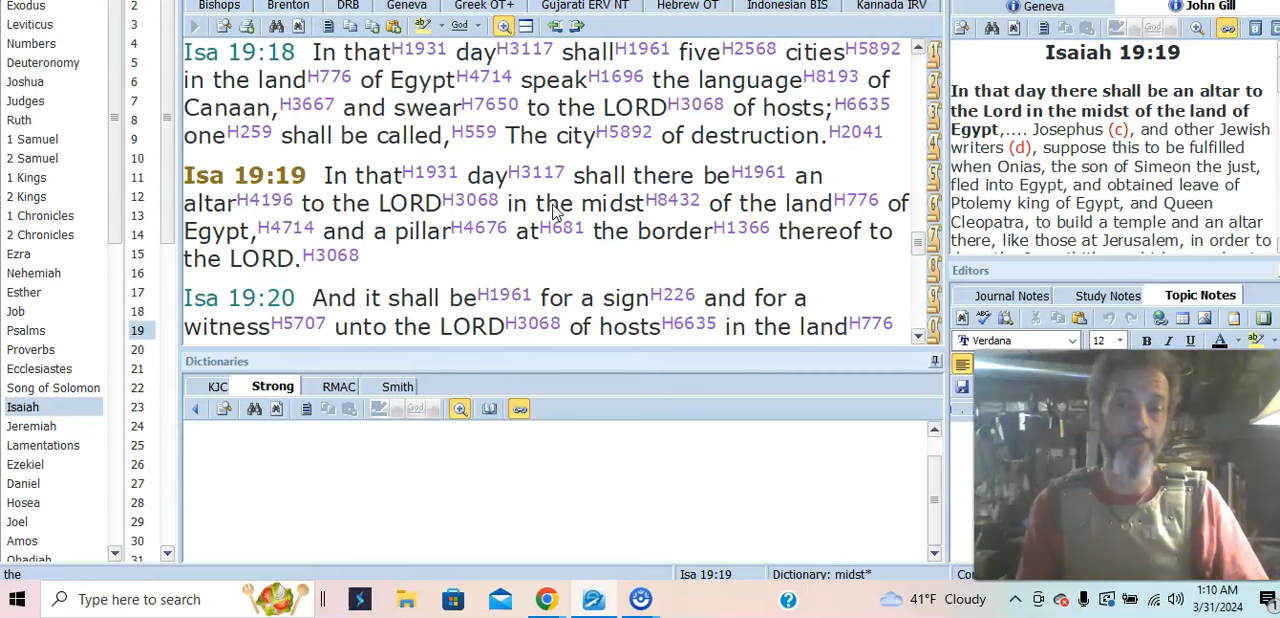 Exodus 2
Leviticus 3
Numbers 4
Deuteronomy 5
Joshua 6
Judges 7
Ruth 8
1 Samuel 9
2 Samuel 10
1 Kings 11
2 Kings 12
1 Chronicles 13
2 Chronicles 14
Ezra 15
Nehemiah 16
Esther 17
Job 18
Psalms 19
Proverbs 20
Ecclesiastes 21
Song of Solomon 22
Isaiah 23
Jeremiah 24
Lamentations 25
Ezekiel 26
Daniel 27
Hosea 28
Joel 29
Amos 30
Obadiah 31
the
Bishops Brenton DRB Geneva Greek OT+ Gujarati ERV NT Hebrew OT Indonesian BIS Kannada IRV
ab God
Isa 19:18 In thatH1931 dayH3117 shallH1961 fiveH2568 citiesH5892
in the landH776 of EgyptH4714 speakH1696 the languageH8193 of
Canaan,H3667 and swearH7650 to the LORDH3068 of hosts;H6635
oneH259 shall be called,H559 The cityH5892 of destruction.H2041
Isa 19:19 In thatH1931 dayH3117 shall there beH1961 an
altarH4196 to the LORDH3068 in the midstH8432 of the landH776 of
Egypt,H4714 and a pillarH4676 atH681 the borderH1366 thereof to
the LORD.H3068
Isa 19:20 And it shall beH1961 for a signH226 and for a
witnessH5707 unto the LORDH3068 of hostsH6635 in the landH776
Dictionaries
KJC Strong RMAC Smith
God
Isa 19:19 Dictionary: midst*
Geneva John Gill
God
Isaiah 19:19
In that day there shall be an altar to
the Lord in the midst of the land of
Egypt,.... Josephus (c), and other Jewish
writers (d), suppose this to be fulfilled
when Onias, the son of Simeon the just,
fled into Egypt, and obtained leave of
Ptolemy king of Egypt, and Queen
Cleopatra, to build a temple and an altar
there, like those at Jerusalem, in order to
Editors
Journal Notes Study Notes Topic Notes
ABC
Verdana 12 B I U A ab
Type here to search
41°F Cloudy
1:10 AM
3/31/2024